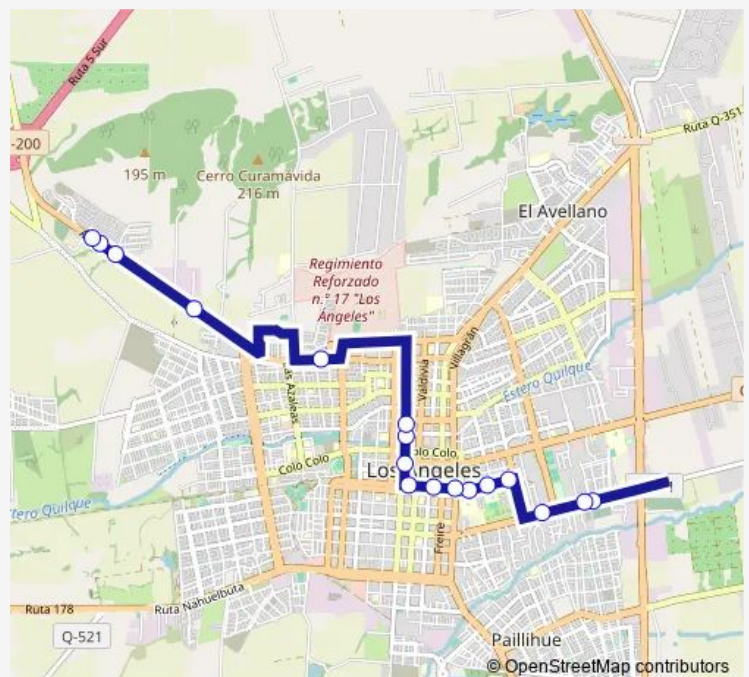 Ruta 5 Sur
-200
195 m
Cerro Curamávida
216 m
Ruta Q-351
El Avellano
Regimiento
Reforzado
n.º 17 "Los
Ángeles"
Villagrán
Valdivia
Las Azaleas
Estero Quilque
Colo Colo
Colo Colo
Los Ángeles
Estero Quilque
Freire
Ruta 178
Ruta Nahuelbuta
Q-521
Paillihue
© OpenStreetMap contributors